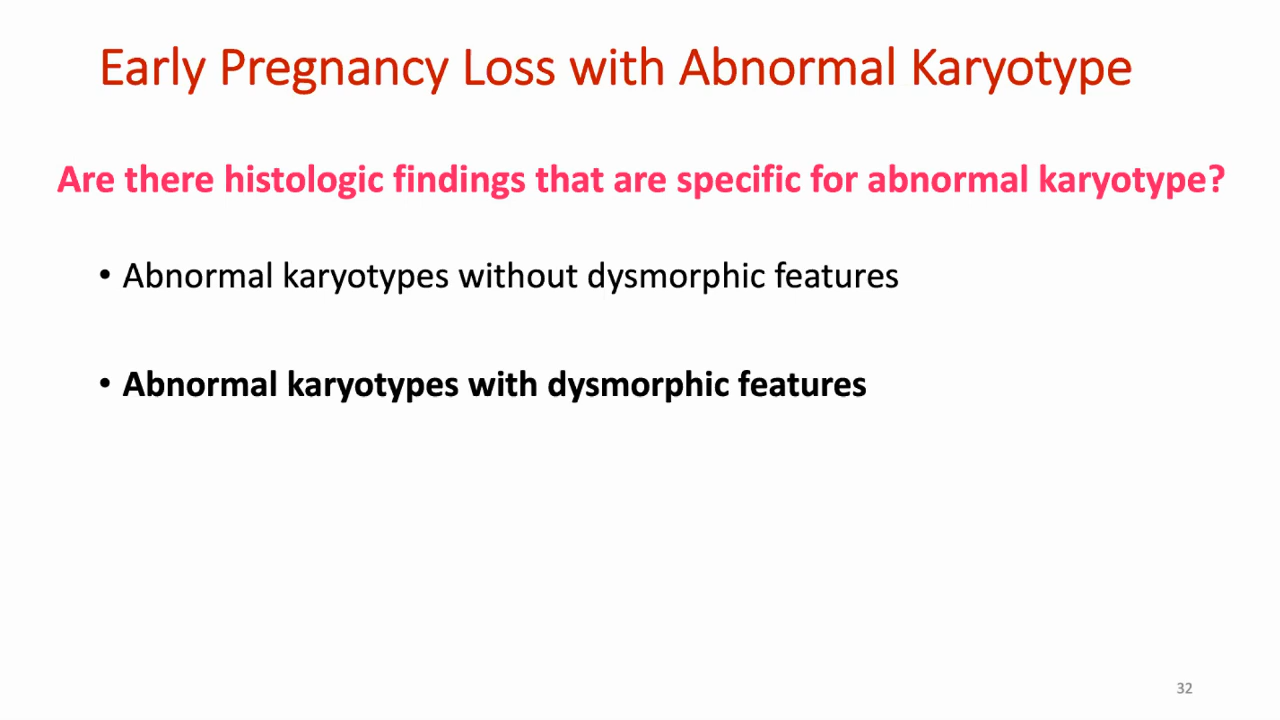 Early Pregnancy Loss with Abnormal Karyotype
Are there histologic findings that are specific for abnormal karyotype?
• Abnormal karyotypes without dysmorphic features
• Abnormal karyotypes with dysmorphic features
32